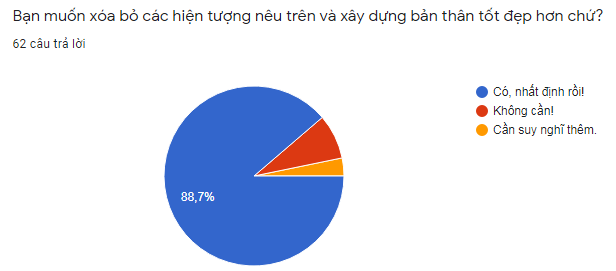 Bạn muốn xóa bỏ các hiện tượng nêu trên và xây dựng bản thân tốt đẹp hơn chứ?
62 câu trả lời
Có, nhất định rồi!
Không cần!
Cần suy nghĩ thêm.
88,7%